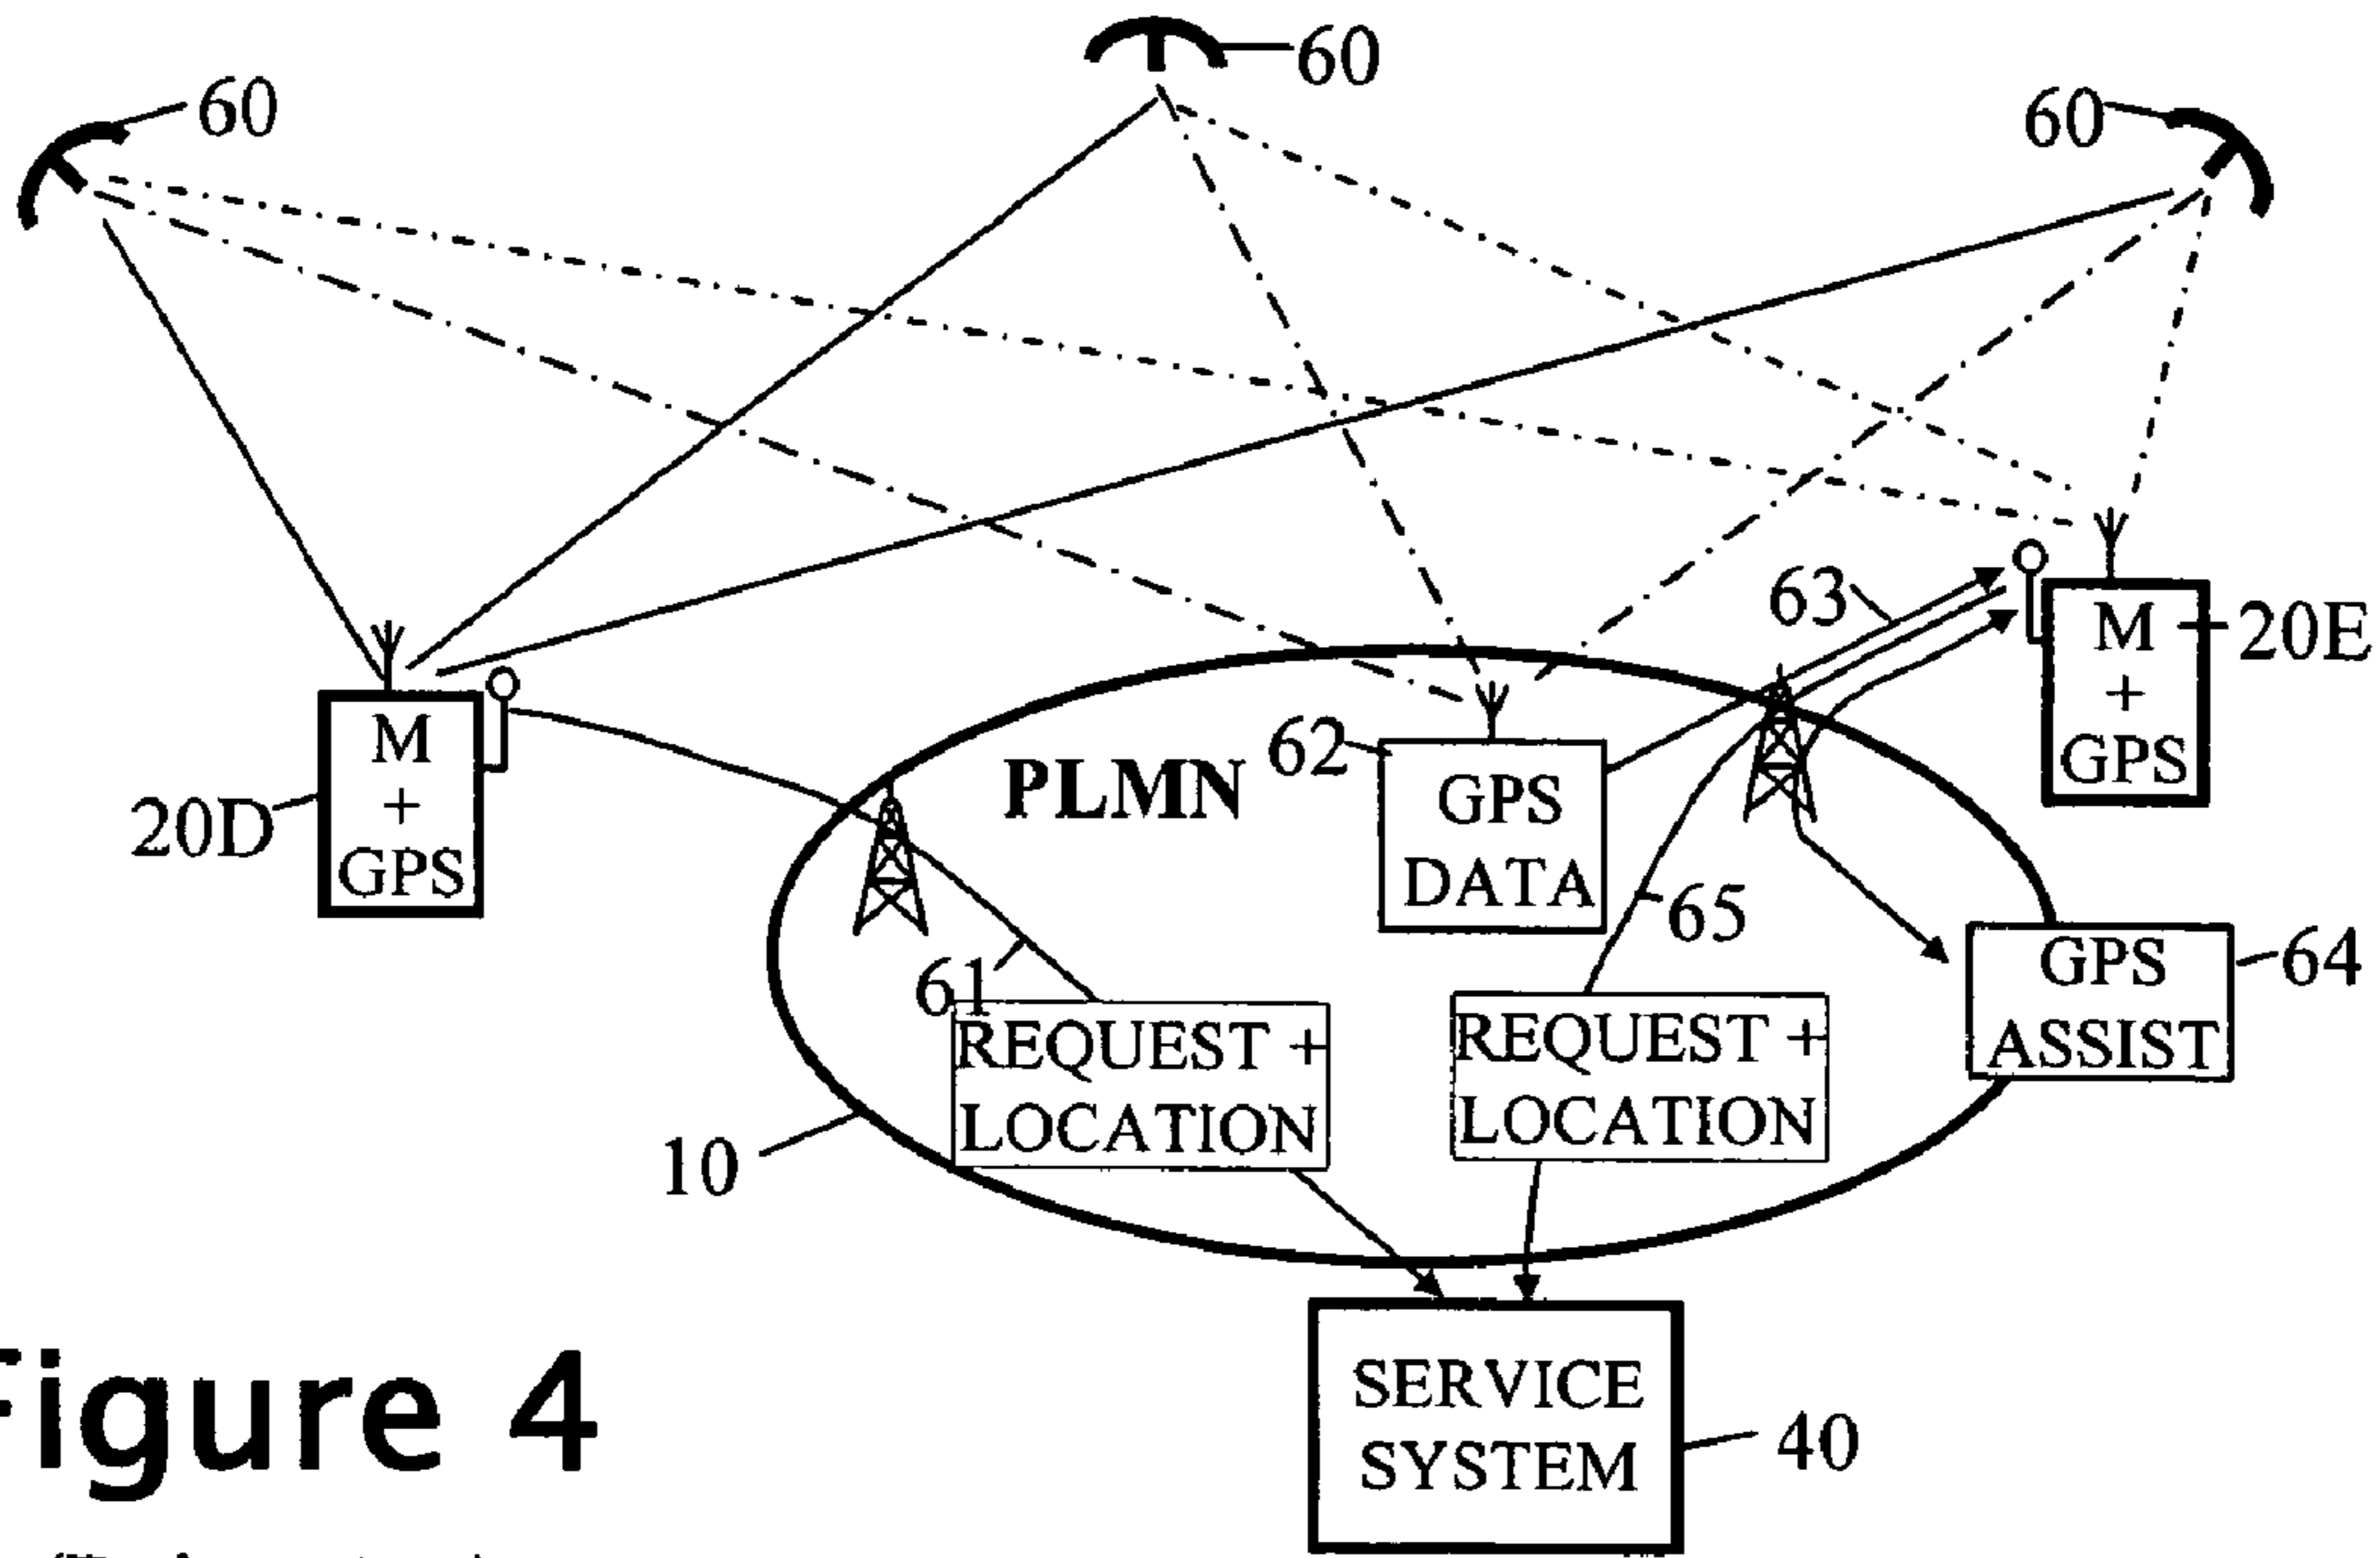 60
60
60
63
M
+
GPS
20E
M
+
GPS
20D
PLMN
62
GPS
DATA
65
61
GPS
ASSIST
64
REQUEST +
LOCATION
REQUEST +
LOCATION
10
SERVICE
SYSTEM
40
Figure 4